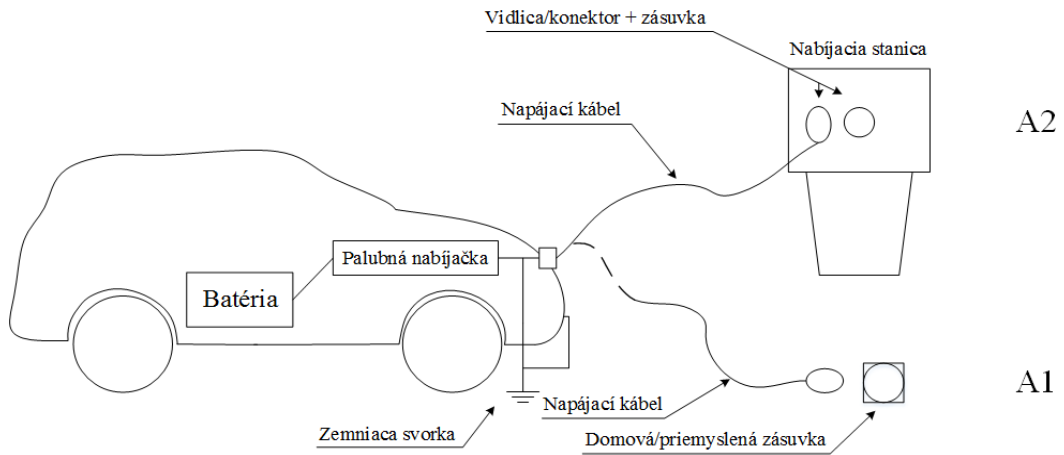 Vidlica/konektor + zásuvka
Nabíjacia stanica
Napájací kábel
A2
Palubná nabíjačka
Batéria
A1
Napájací kábel
Zemniaca svorka
Domová/priemyslená zásuvka